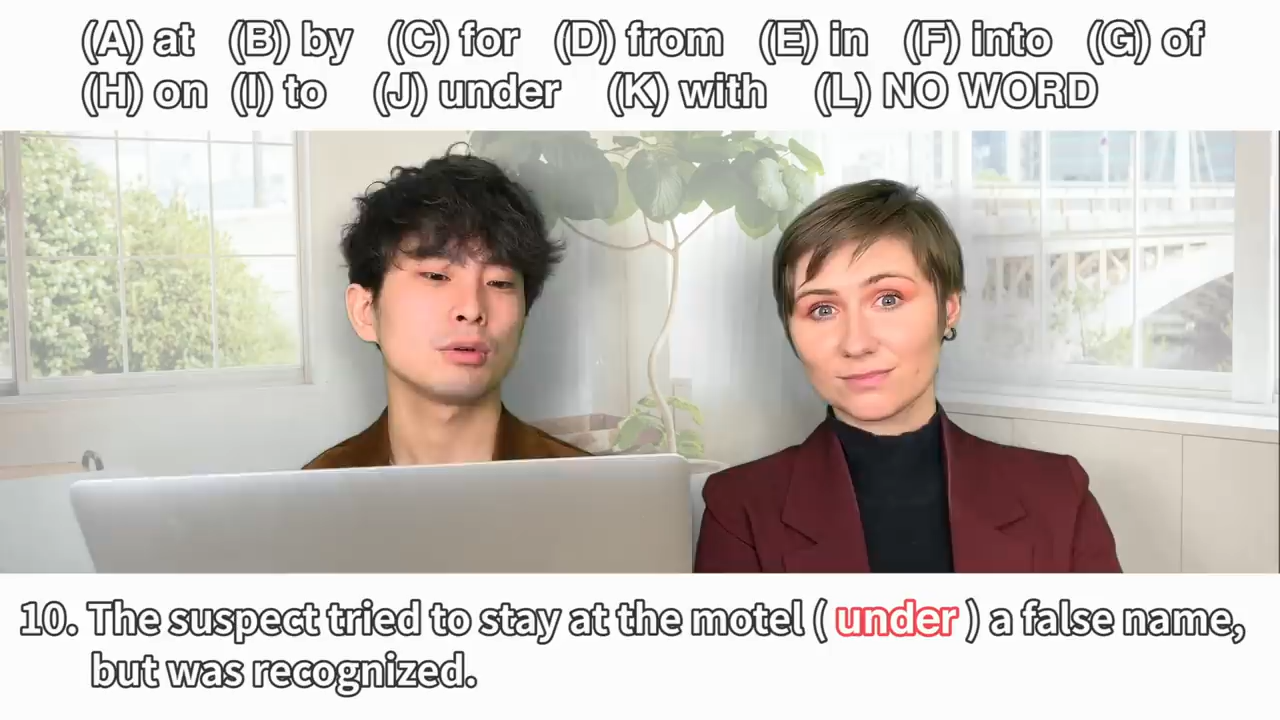 (A) at (B) by (C) for (D) from (E) in (F) into (G) of
(H) on (I) to (J) under (K) with (L) NO WORD
10. The suspect tried to stay at the motel ( under ) a false name,
but was recognized.